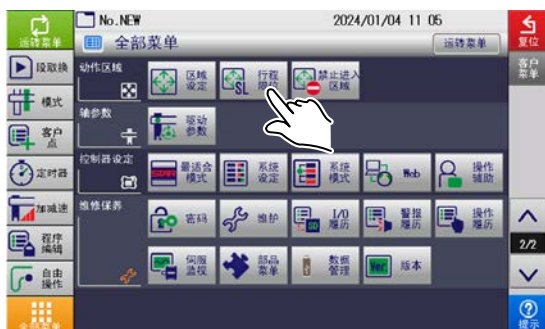 No.NEW 2024/01/04 11 05
运转菜单 全部菜单 运转菜单 复位
段取换 动作区域 区域设定 SL 行程限位 禁止进入区域 客户菜单
模式 轴参数 驱动参数
客户点
控制器设定 STAR 最适合模式 系统设定 系统模式 Web 操作辅助
定时器
加减速 维修保养 密码 维护 SD I/O履历 警报履历 操作履历
程序编辑 2/2
自由操作 伺服监视 部品菜单 数据管理 Ver 版本
全部菜单 提示